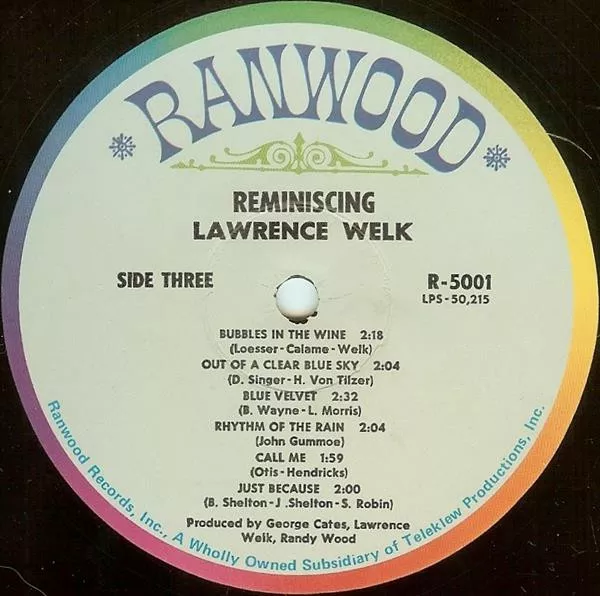 RANWOOD
REMINISCING
LAWRENCE WELK
SIDE THREE
R-5001
LPS-50,215
BUBBLES IN THE WINE 2:18
(Loesser-Calame-Welk)
OUT OF A CLEAR BLUE SKY 2:04
(D. Singer-H. Von Tilzer)
BLUE VELVET 2:32
(B. Wayne-L. Morris)
RHYTHM OF THE RAIN 2:04
(John Gummoe)
CALL ME 1:59
(Otis-Hendricks)
JUST BECAUSE 2:00
(B. Shelton-J .Shelton-S. Robin)
Produced by George Cates, Lawrence
Welk, Randy Wood
Ranwood Records, Inc., A Wholly Owned Subsidiary of Teleklew Productions, Inc.